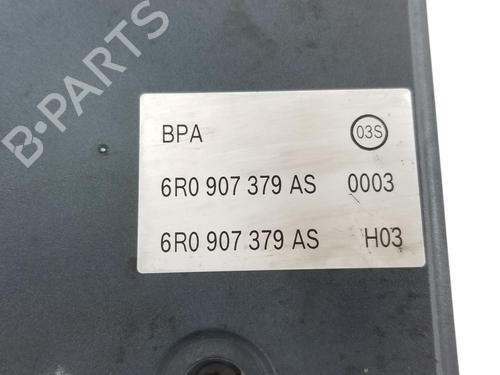 B-PARTS
BPA 03S
6R0 907 379 AS 0003
6R0 907 379 AS H03